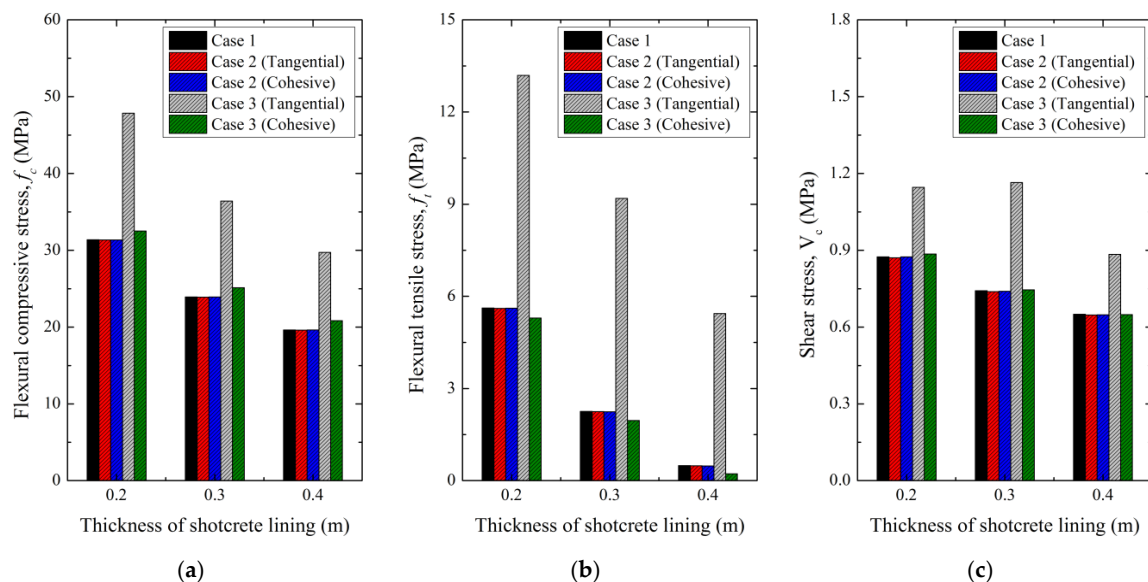 60
50
40
30
20
10
0
Flexural compressive stress, f_c (MPa)
Case 1
Case 2 (Tangential)
Case 2 (Cohesive)
Case 3 (Tangential)
Case 3 (Cohesive)
0.2 0.3 0.4
Thickness of shotcrete lining (m)
(a)
15
12
9
6
3
0
Flexural tensile stress, f_t (MPa)
Case 1
Case 2 (Tangential)
Case 2 (Cohesive)
Case 3 (Tangential)
Case 3 (Cohesive)
0.2 0.3 0.4
Thickness of shotcrete lining (m)
(b)
1.8
1.5
1.2
0.9
0.6
0.3
0.0
Shear stress, V_c (MPa)
Case 1
Case 2 (Tangential)
Case 2 (Cohesive)
Case 3 (Tangential)
Case 3 (Cohesive)
0.2 0.3 0.4
Thickness of shotcrete lining (m)
(c)